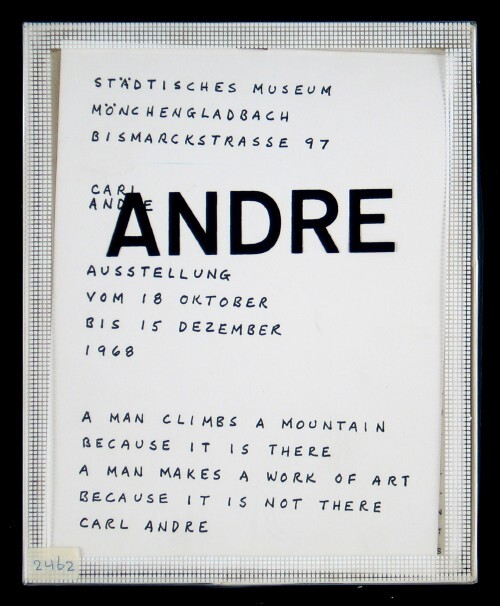 STÄDTISCHES MUSEUM
MÖNCHENGLADBACH
BISMARCKSTRASSE 97
CARL
ANDRE
ANDRE
AUSSTELLUNG
VOM 18 OKTOBER
BIS 15 DEZEMBER
1968
A MAN CLIMBS A MOUNTAIN
BECAUSE IT IS THERE
A MAN MAKES A WORK OF ART
BECAUSE IT IS NOT THERE
CARL ANDRE
2462